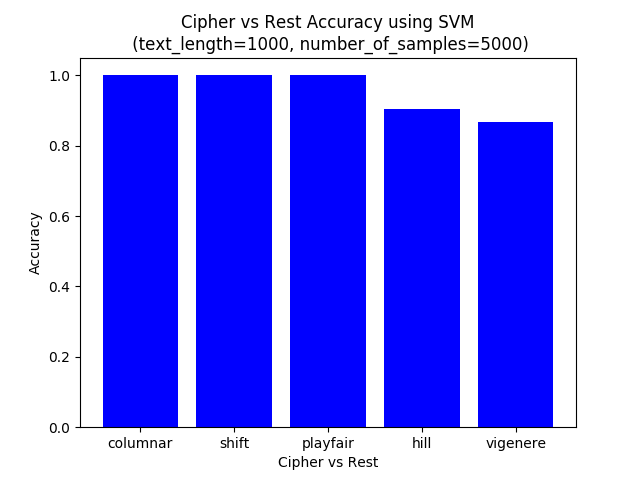 Cipher vs Rest Accuracy using SVM
(text_length=1000, number_of_samples=5000)
1.0
0.8
0.6
0.4
0.2
0.0
Accuracy
columnar shift playfair hill vigenere
Cipher vs Rest